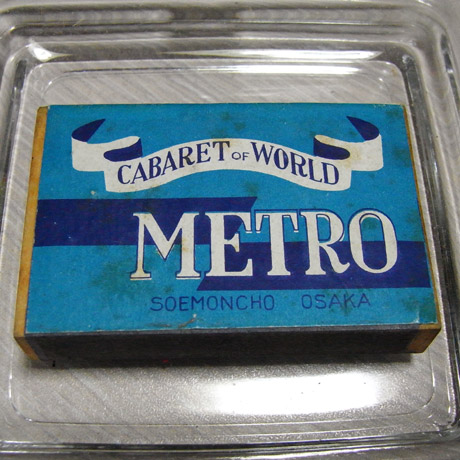 CABARET OF WORLD
METRO
SOEMONCHO OSAKA